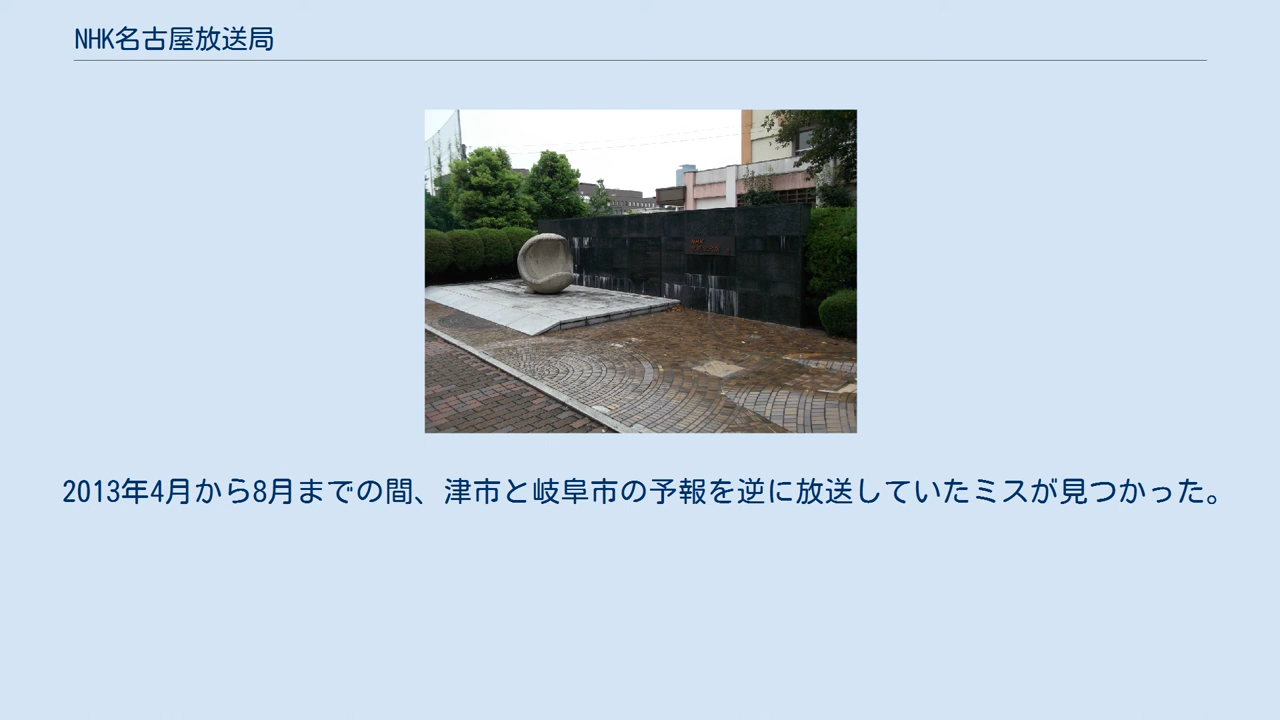 NHK名古屋放送局
NHK
2013年4月から8月までの間、津市と岐阜市の予報を逆に放送していたミスが見つかった。